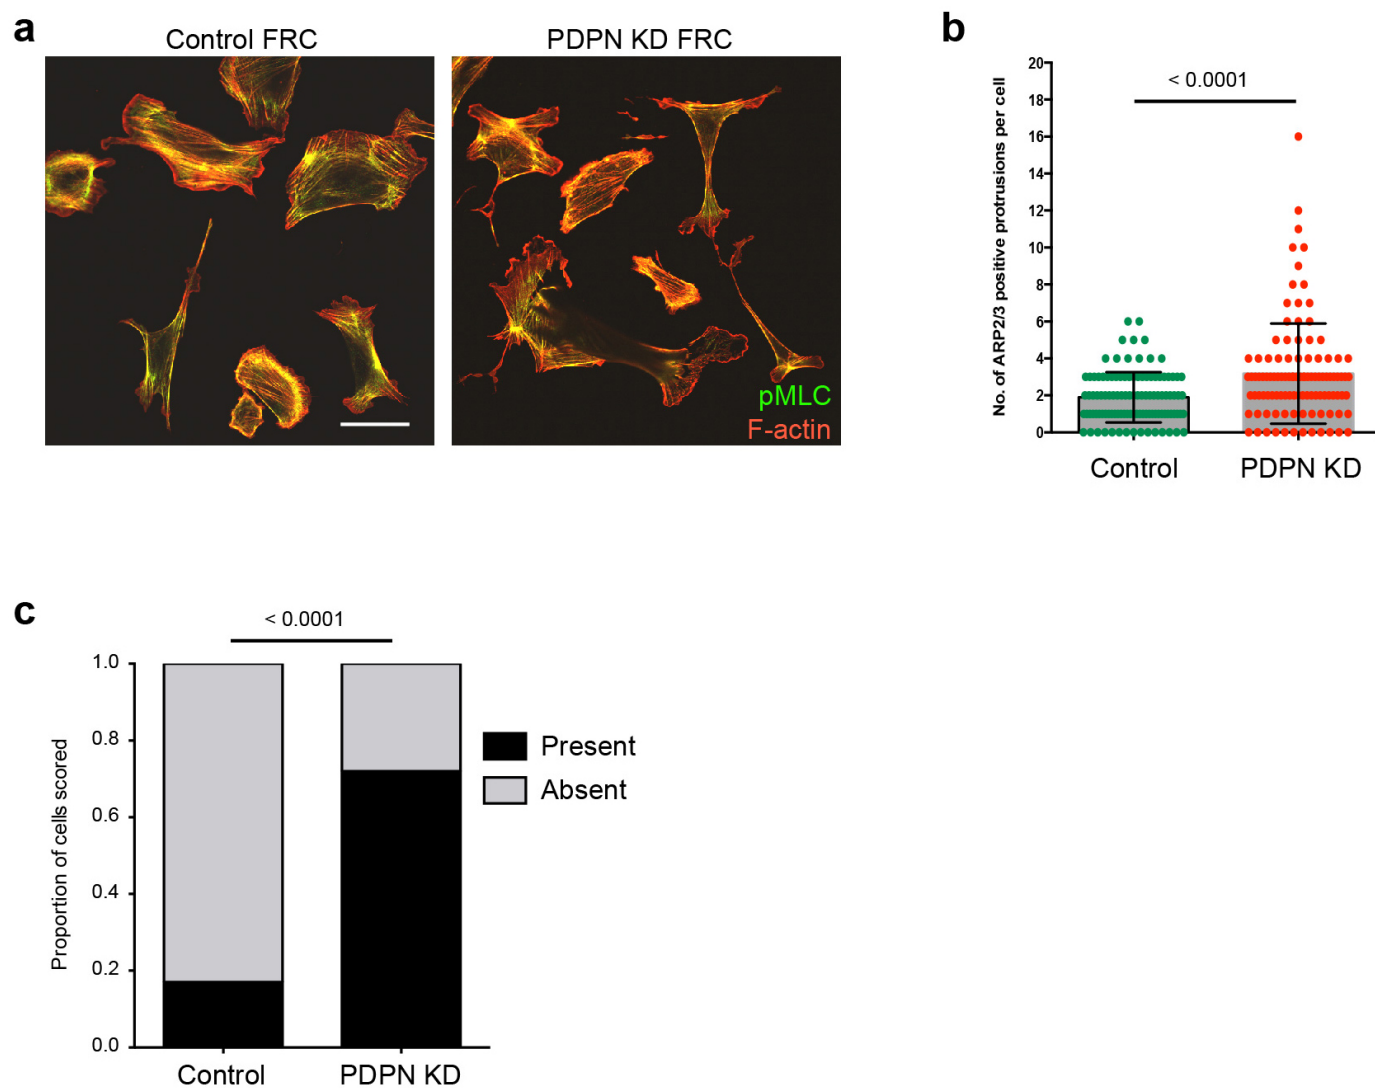 a
Control FRC
PDPN KD FRC
pMLC
F-actin
b
No. of ARP2/3 positive protrusions per cell
20
18
16
14
12
10
8
6
4
2
0
< 0.0001
Control
PDPN KD
c
< 0.0001
Proportion of cells scored
1.0
0.8
0.6
0.4
0.2
0.0
Control
PDPN KD
Present
Absent